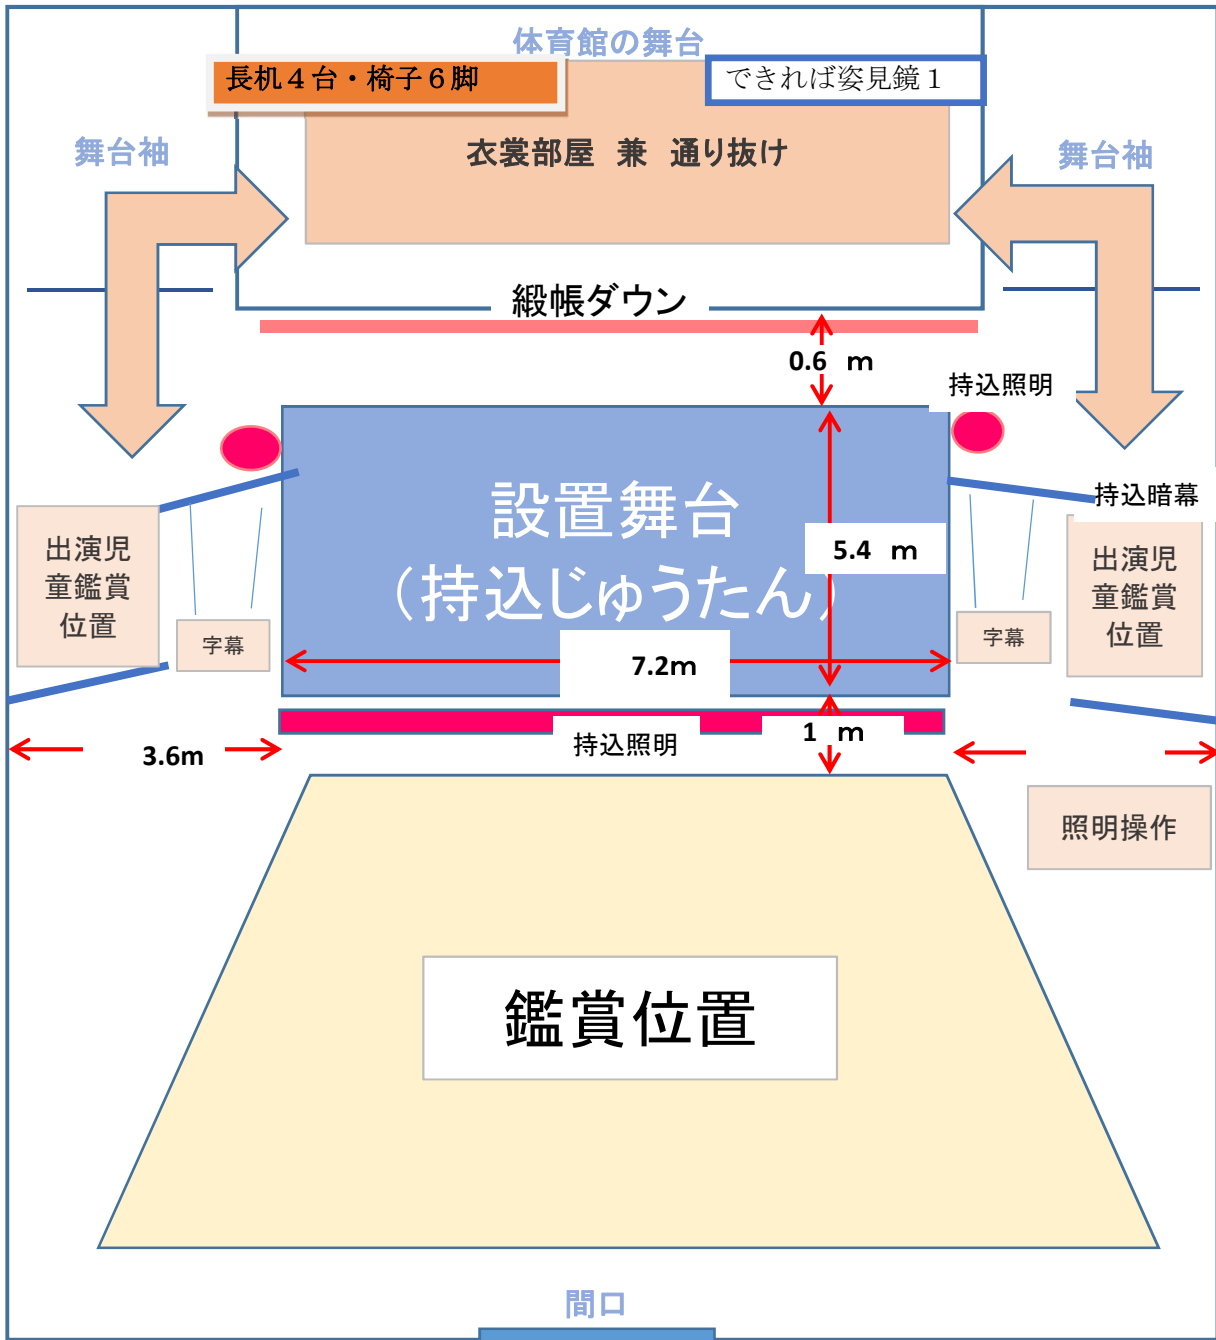 体育館の舞台
長机４台・椅子６脚
できれば姿見鏡１
舞台袖
衣裳部屋　兼　通り抜け
舞台袖
緞帳ダウン
0.6　ｍ
持込照明
設置舞台
（持込じゅうたん）
5.4　ｍ
持込暗幕
出演児
童鑑賞
位置
字幕
字幕
出演児
童鑑賞
位置
7.2ｍ
持込照明
1　ｍ
3.6m
照明操作
鑑賞位置
間口